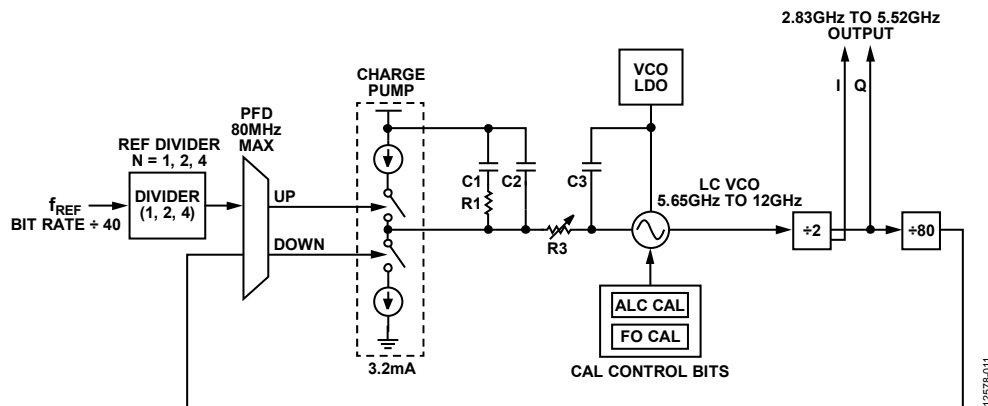 2.83GHz TO 5.52GHz
OUTPUT
I
Q
VCO
LDO
CHARGE
PUMP
PFD
80MHz
MAX
REF DIVIDER
N = 1, 2, 4
C1
C2
C3
R1
LC VCO
5.65GHz TO 12GHz
fREF
BIT RATE ÷ 40
DIVIDER
(1, 2, 4)
UP
DOWN
R3
÷2
÷80
ALC CAL
FO CAL
CAL CONTROL BITS
3.2mA
12578-011